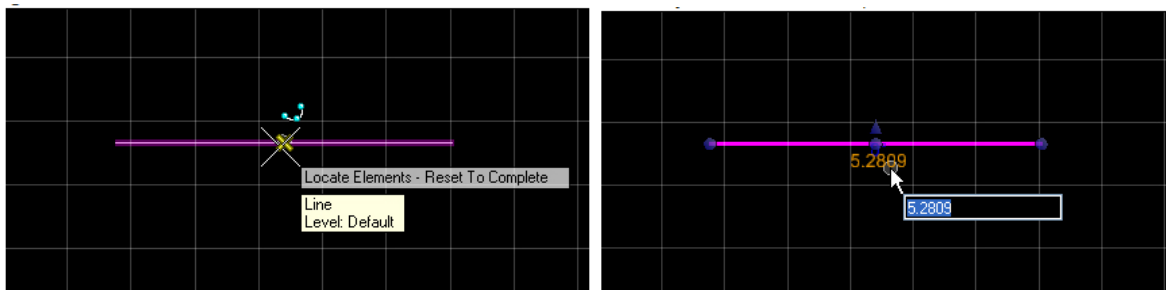 Locate Elements - Reset To Complete
Line
Level: Default
5.2809
5.2809